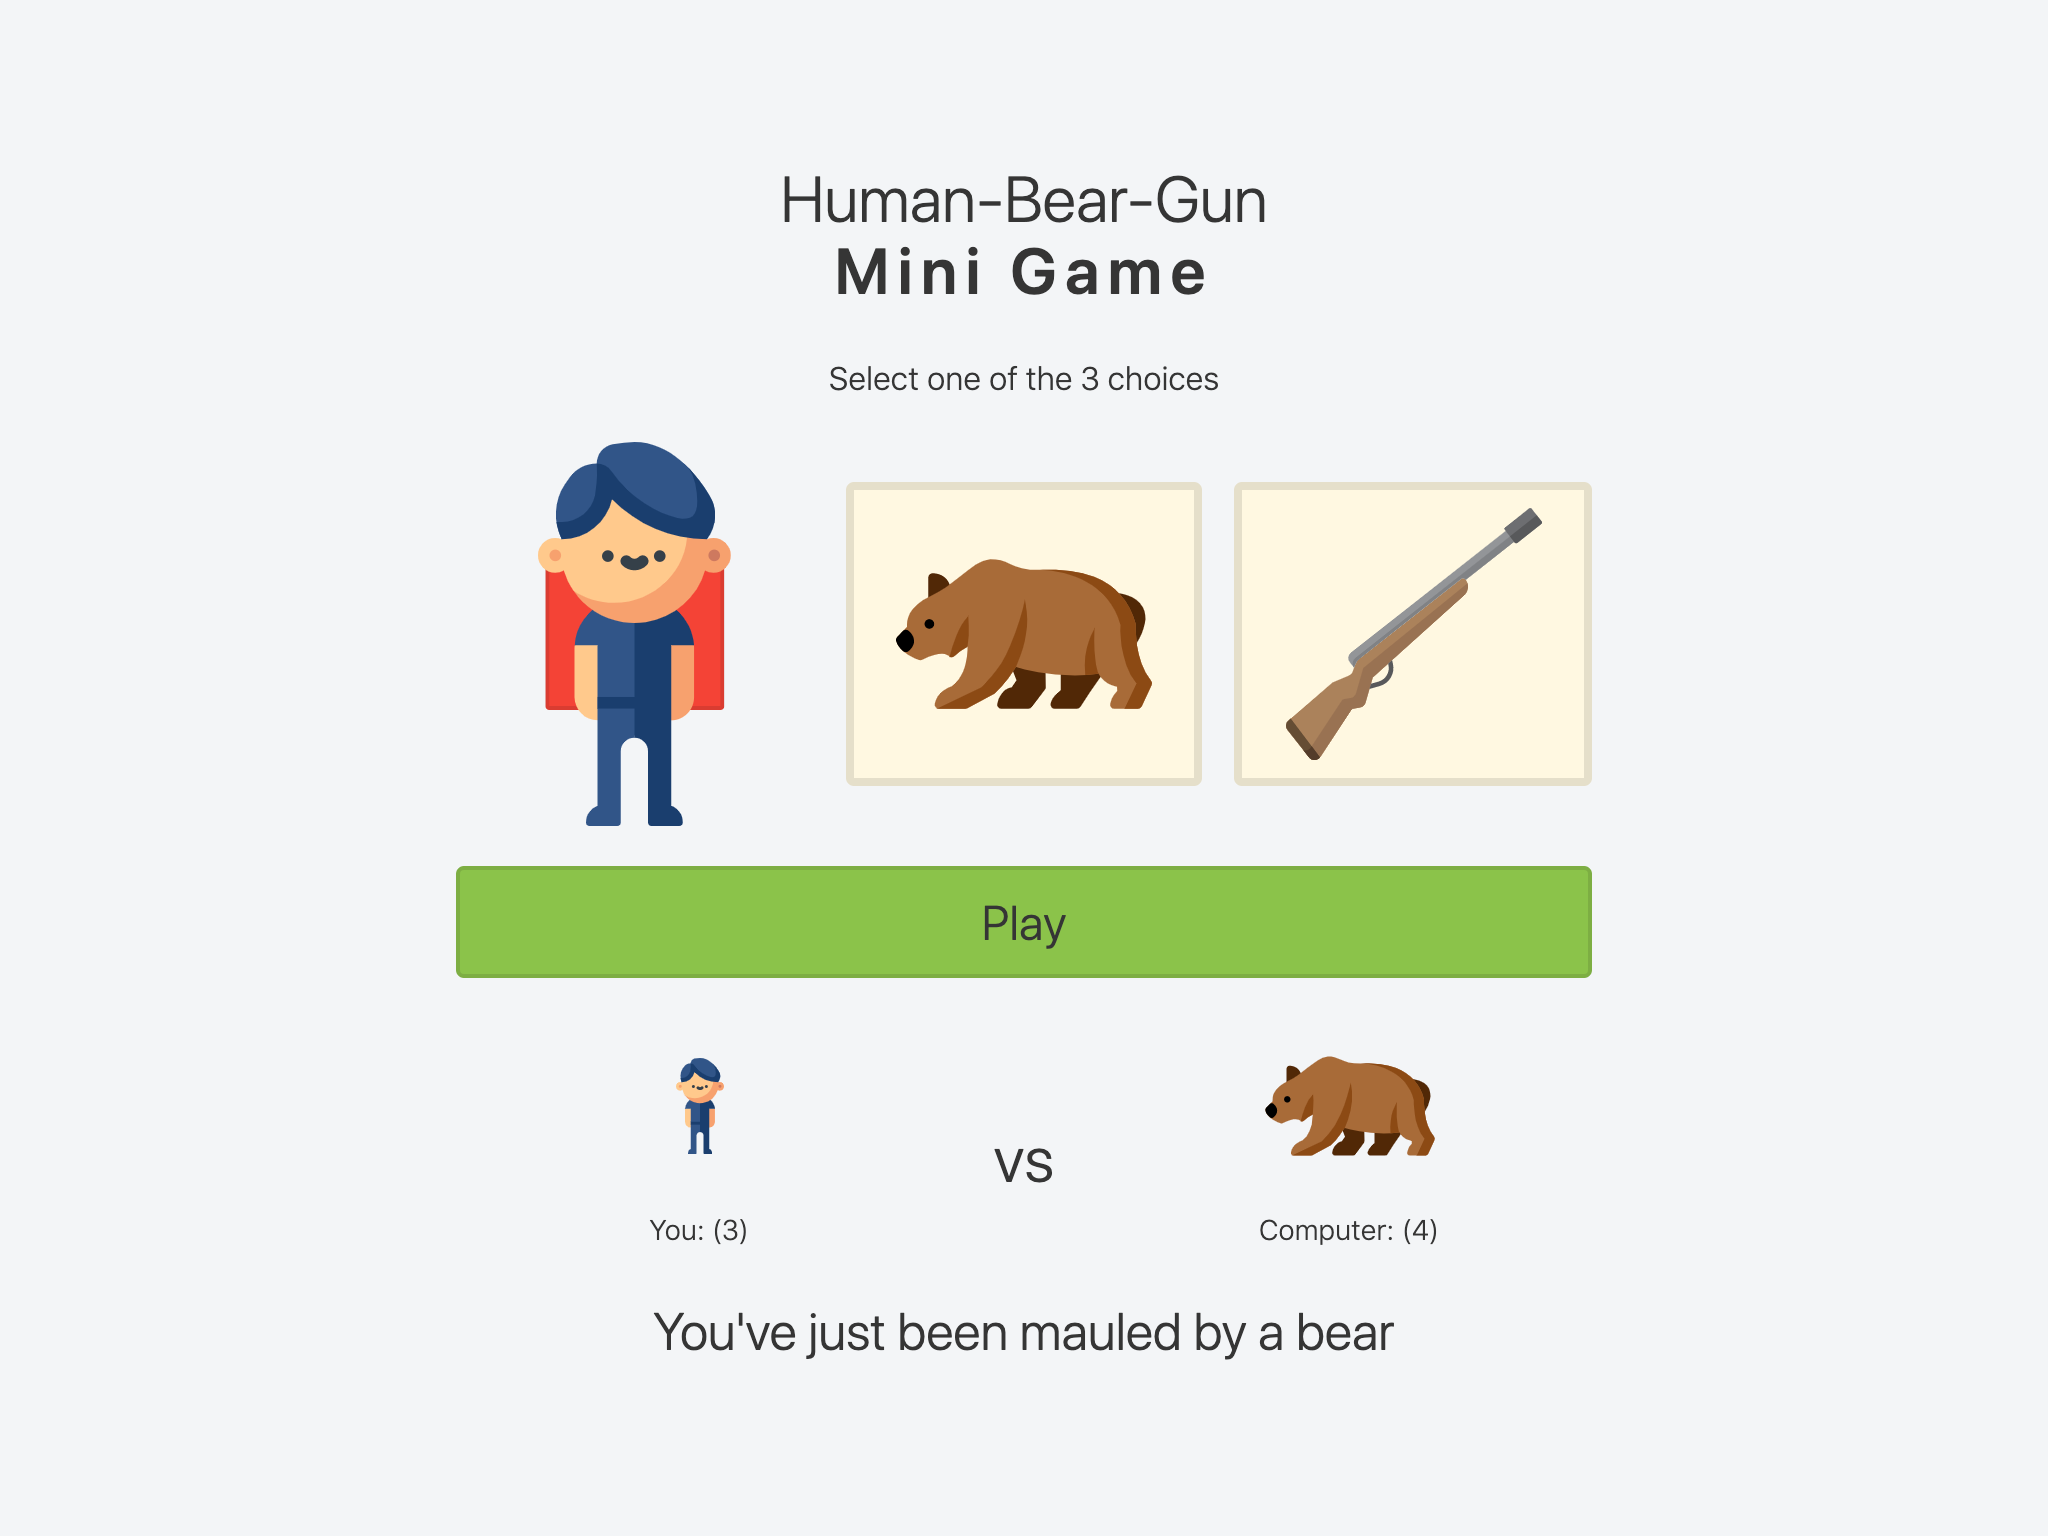 Human-Bear-Gun
Mini Game
Select one of the 3 choices
Play
vs
You: (3)
Computer: (4)
You've just been mauled by a bear